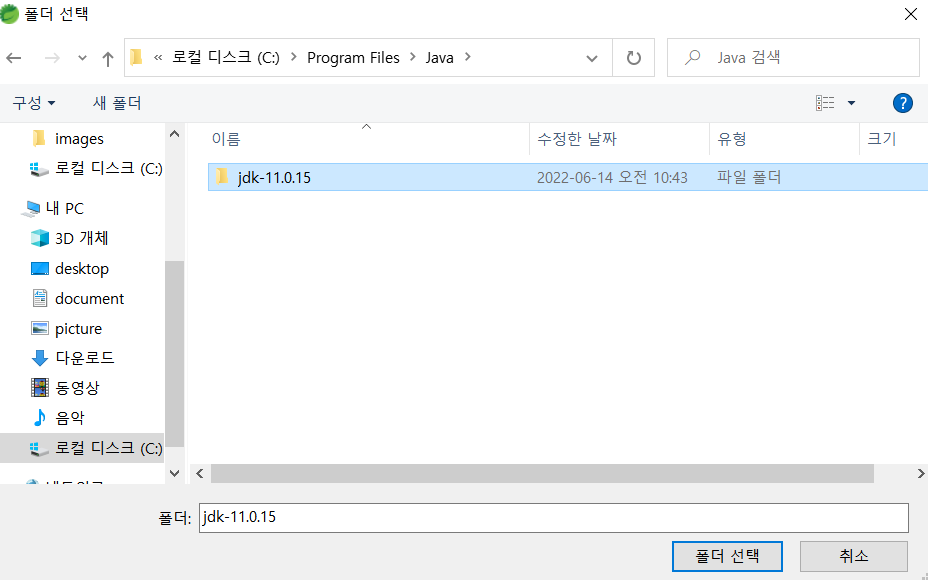 폴더 선택
« 로컬 디스크 (C:) > Program Files > Java >
Java 검색
구성
새 폴더
?
images
로컬 디스크 (C:)
내 PC
3D 개체
desktop
document
picture
다운로드
동영상
음악
로컬 디스크 (C:)
이름 수정한 날짜 유형 크기
jdk-11.0.15 2022-06-14 오전 10:43 파일 폴더
폴더: jdk-11.0.15
폴더 선택 취소